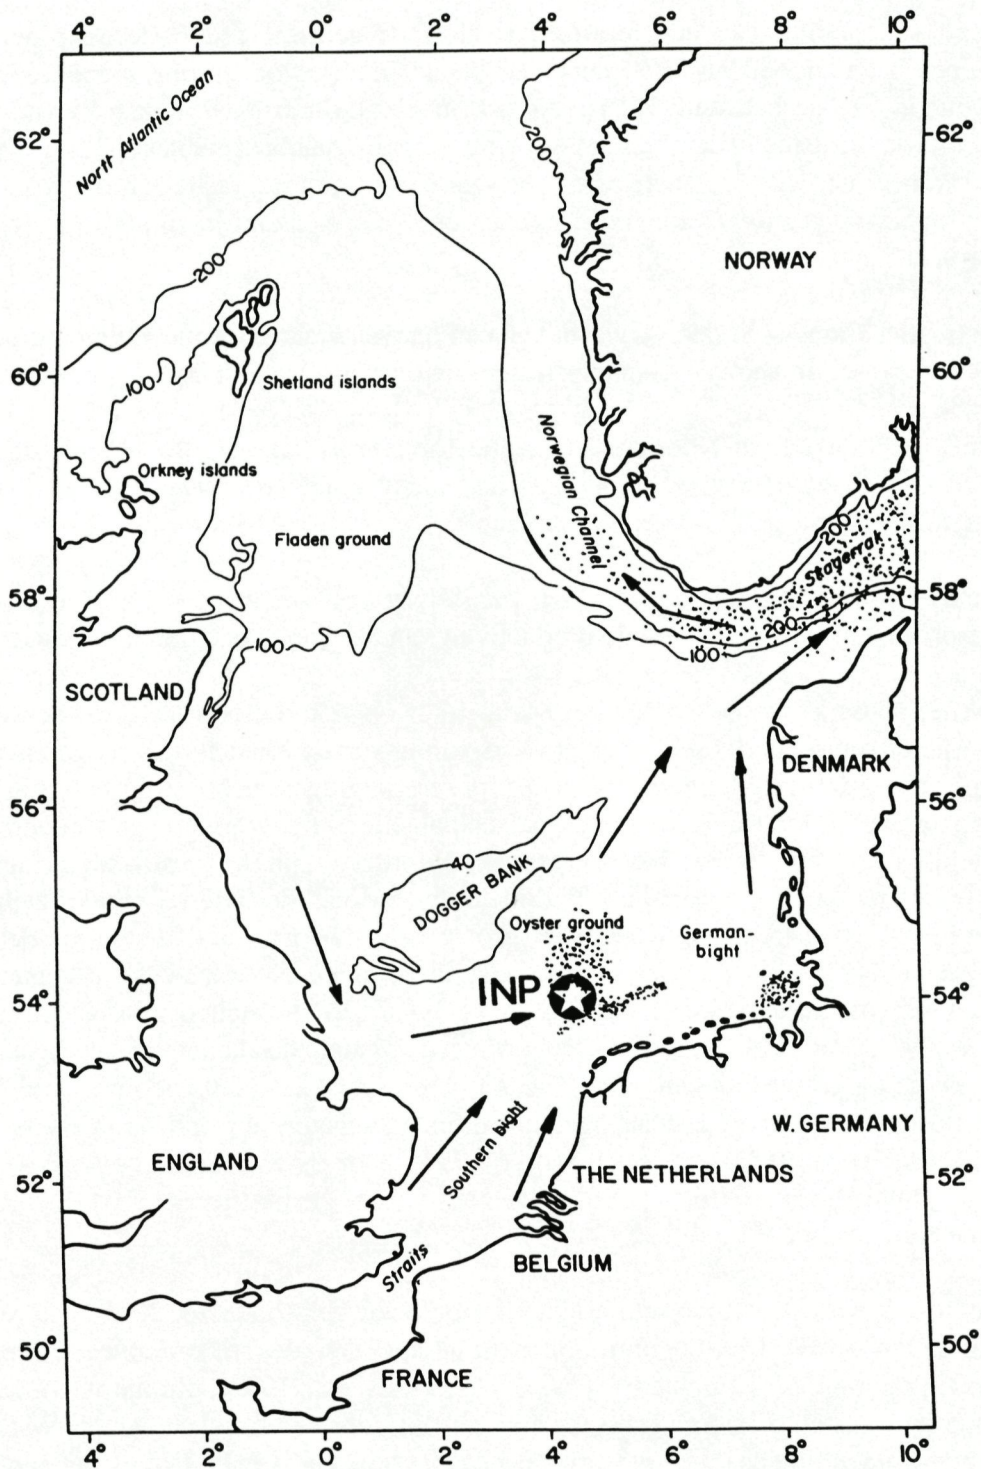 4° 2° 0° 2° 4° 6° 8° 10°
North Atlantic Ocean
62° 62°
200
200
NORWAY
60° 60°
100
Shetland islands
Norwegian Channel
Orkney islands
200
Skagerrak
Fladen ground
58° 58°
200
100
100
SCOTLAND
DENMARK
56° 56°
40
DOGGER BANK
Oyster ground
German-
bight
INP
54° 54°
Southern bight
W. GERMANY
ENGLAND
THE NETHERLANDS
52° 52°
Straits
BELGIUM
50° 50°
FRANCE
4° 2° 0° 2° 4° 6° 8° 10°